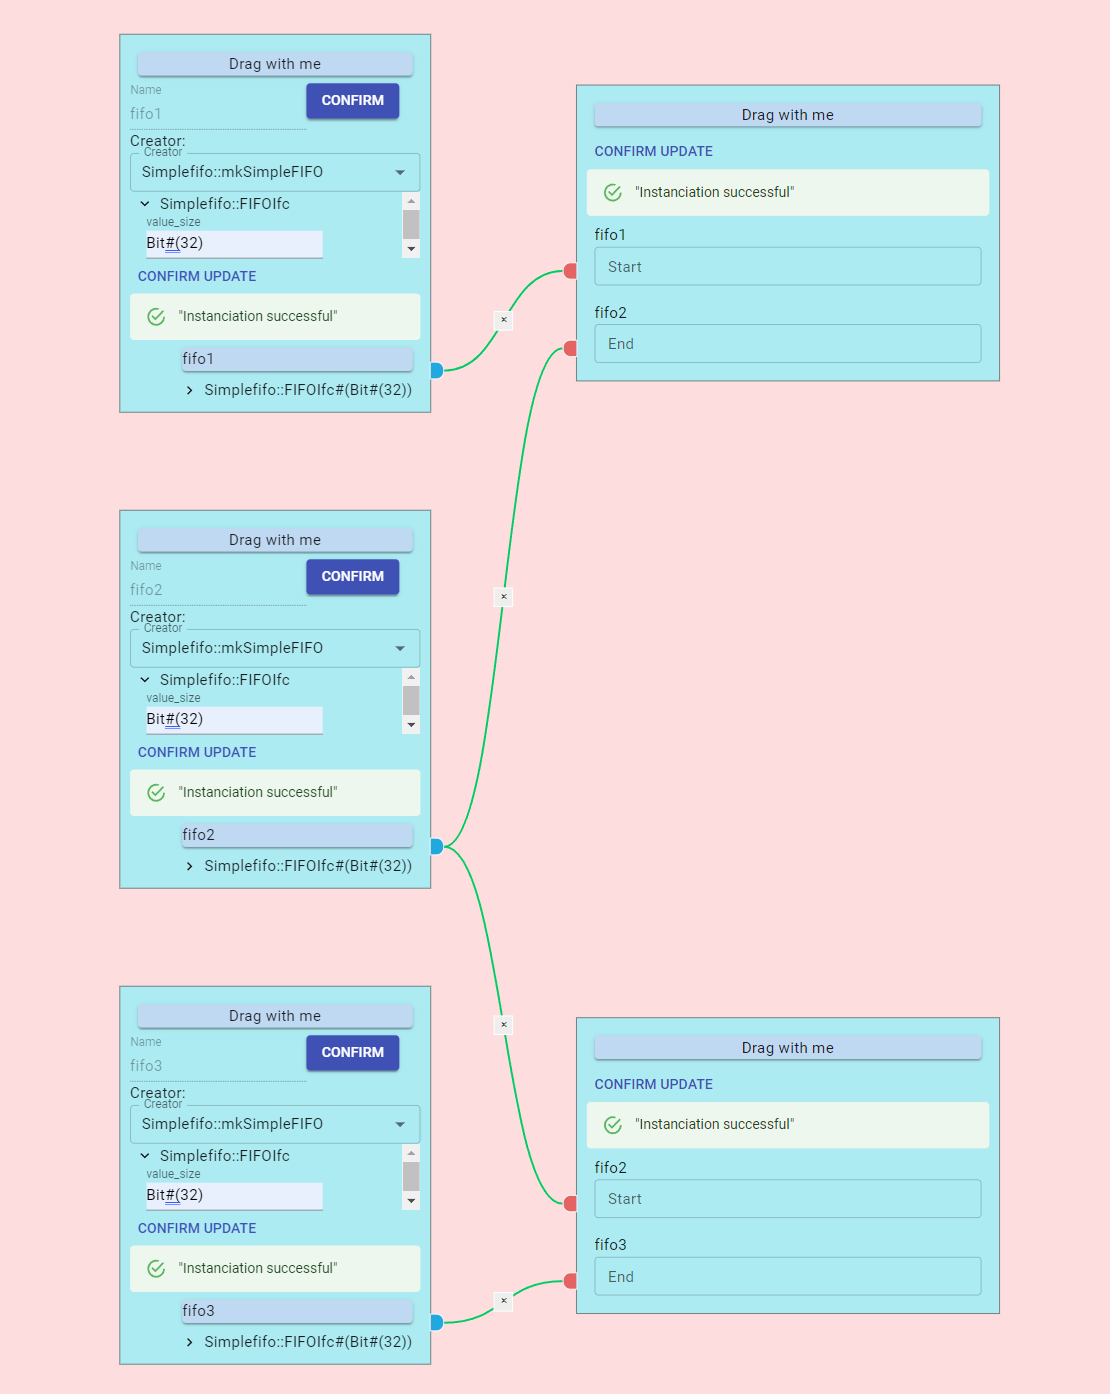 Drag with me
Name
fifo1
CONFIRM
Creator:
Creator
Simplefifo::mkSimpleFIFO
Simplefifo::FIFOIfc
value_size
Bit#(32)
CONFIRM UPDATE
"Instanciation successful"
fifo1
Simplefifo::FIFOIfc#(Bit#(32))
Drag with me
CONFIRM UPDATE
"Instanciation successful"
fifo1
Start
fifo2
End
Drag with me
Name
fifo2
CONFIRM
Creator:
Creator
Simplefifo::mkSimpleFIFO
Simplefifo::FIFOIfc
value_size
Bit#(32)
CONFIRM UPDATE
"Instanciation successful"
fifo2
Simplefifo::FIFOIfc#(Bit#(32))
Drag with me
Name
fifo3
CONFIRM
Creator:
Creator
Simplefifo::mkSimpleFIFO
Simplefifo::FIFOIfc
value_size
Bit#(32)
CONFIRM UPDATE
"Instanciation successful"
fifo3
Simplefifo::FIFOIfc#(Bit#(32))
Drag with me
CONFIRM UPDATE
"Instanciation successful"
fifo2
Start
fifo3
End